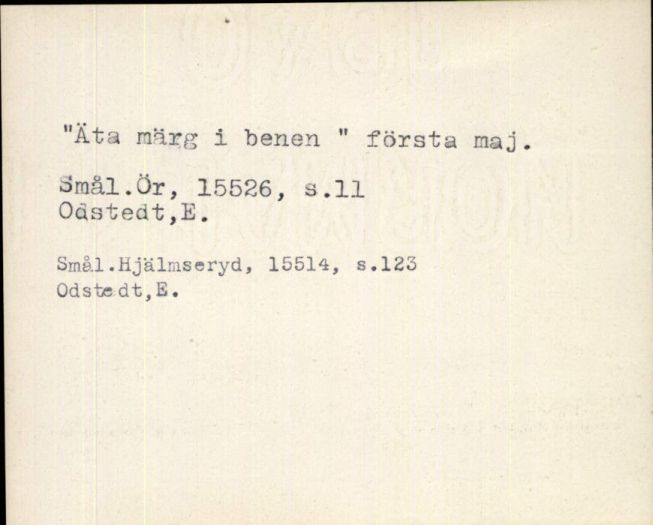 "Äta märg i benen " första maj.
Smål.Ör, 15526, s.11
Odstedt,E.
Smål.Hjälmseryd, 15514, s.123
Odstedt,E.